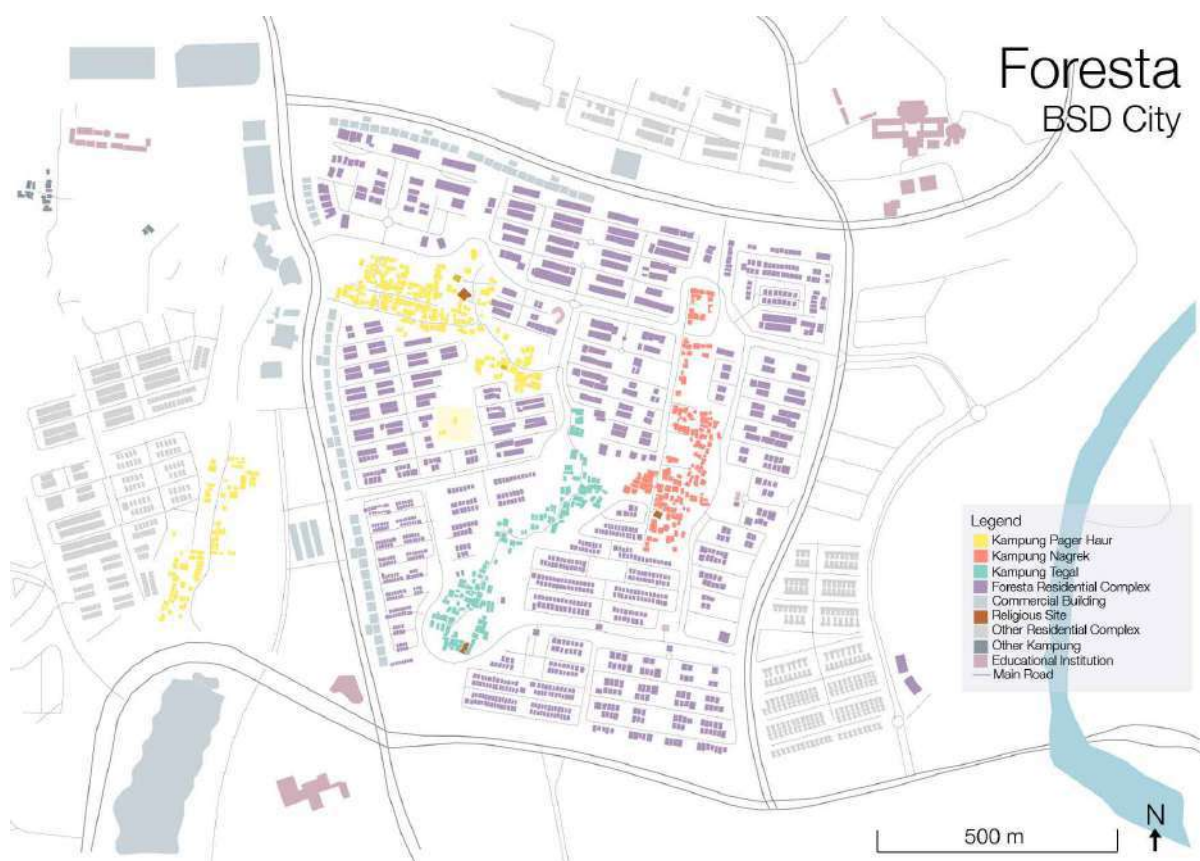 Foresta
BSD City
Legend
Kampung Pager Haur
Kampung Nagrek
Kampung Tegal
Foresta Residential Complex
Commercial Building
Religious Site
Other Residential Complex
Other Kampung
Educational Institution
Main Road
500 m
N